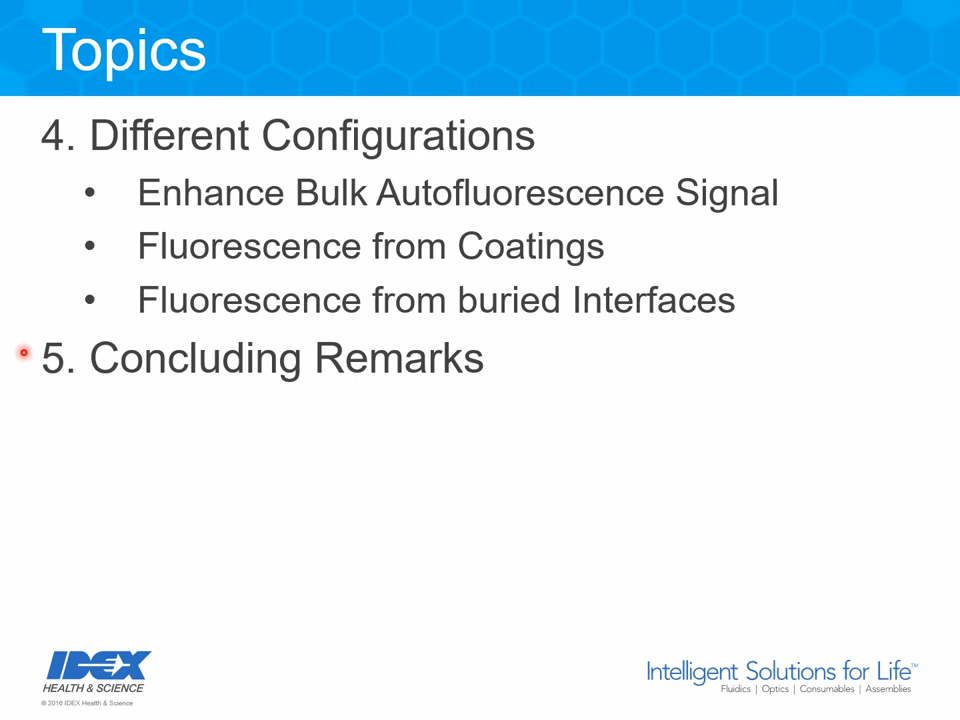 Topics
4. Different Configurations
• Enhance Bulk Autofluorescence Signal
• Fluorescence from Coatings
• Fluorescence from buried Interfaces
5. Concluding Remarks
IDEX
HEALTH & SCIENCE
© 2016 IDEX Health & Science
Intelligent Solutions for Life™
Fluidics | Optics | Consumables | Assemblies